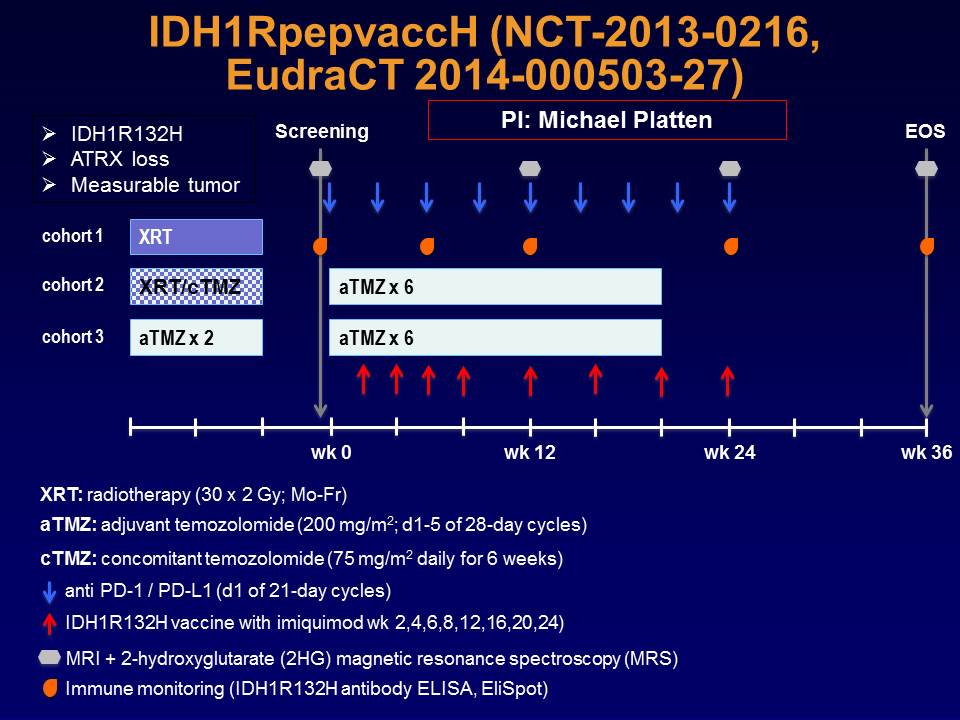 IDH1RpepvaccH (NCT-2013-0216,
EudraCT 2014-000503-27)
PI: Michael Platten
Screening
EOS
➢ IDH1R132H
➢ ATRX loss
➢ Measurable tumor
cohort 1
XRT
cohort 2
XRT/cTMZ
aTMZ x 6
cohort 3
aTMZ x 2
aTMZ x 6
wk 0
wk 12
wk 24
wk 36
XRT: radiotherapy (30 x 2 Gy; Mo-Fr)
aTMZ: adjuvant temozolomide (200 mg/m²; d1-5 of 28-day cycles)
cTMZ: concomitant temozolomide (75 mg/m² daily for 6 weeks)
anti PD-1 / PD-L1 (d1 of 21-day cycles)
IDH1R132H vaccine with imiquimod wk 2,4,6,8,12,16,20,24)
MRI + 2-hydroxyglutarate (2HG) magnetic resonance spectroscopy (MRS)
Immune monitoring (IDH1R132H antibody ELISA, EliSpot)